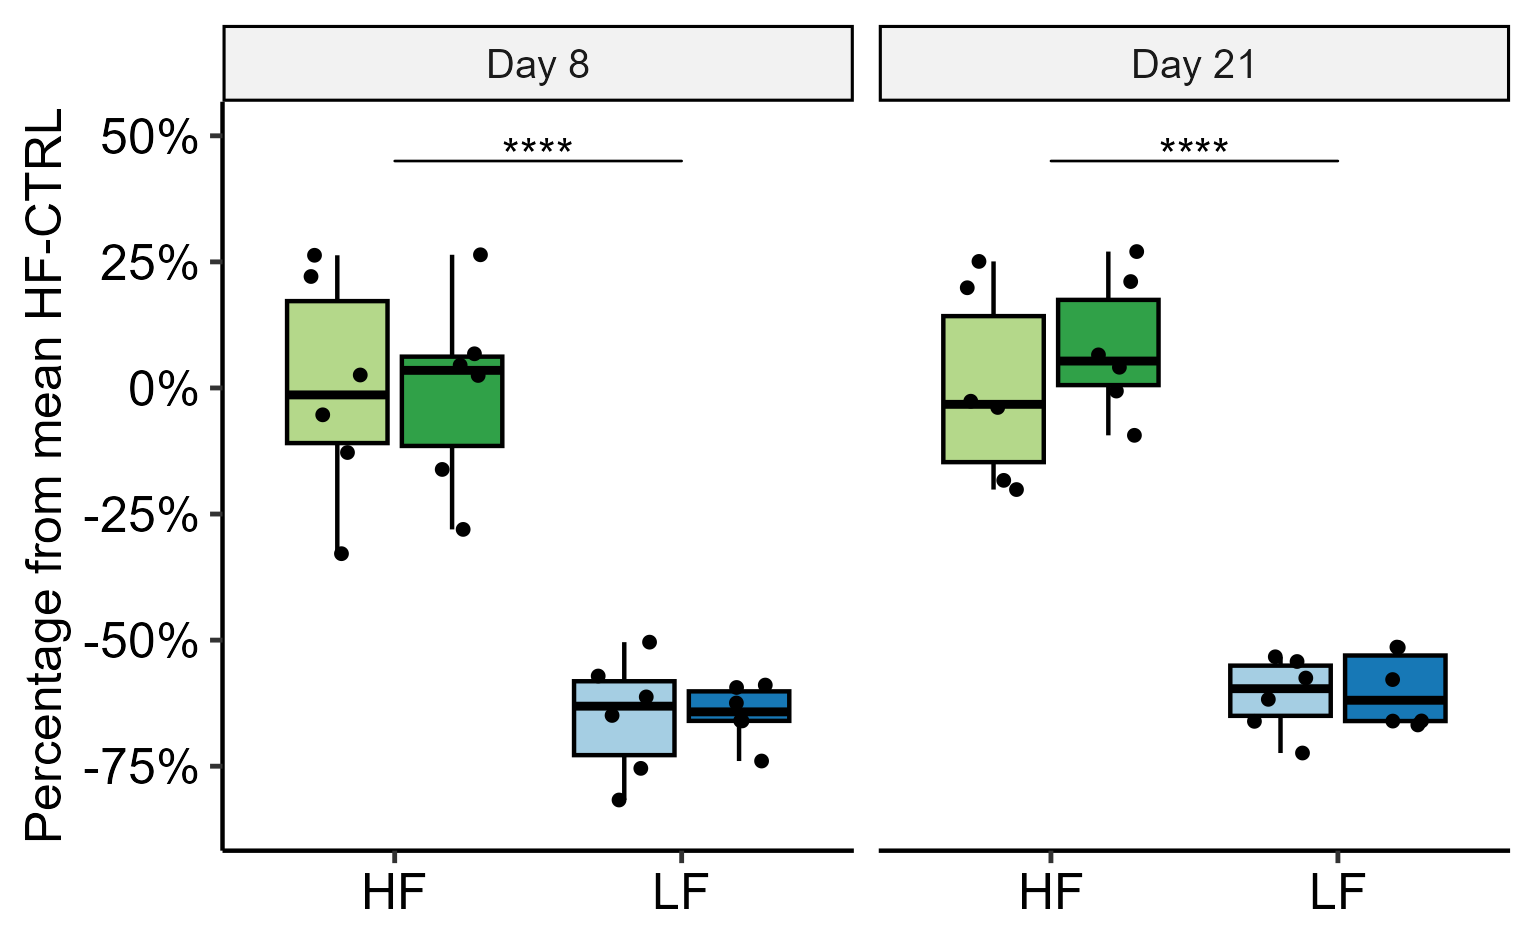 Day 8
Day 21
Percentage from mean HF-CTRL
50%
25%
0%
-25%
-50%
-75%
****
****
HF
LF
HF
LF